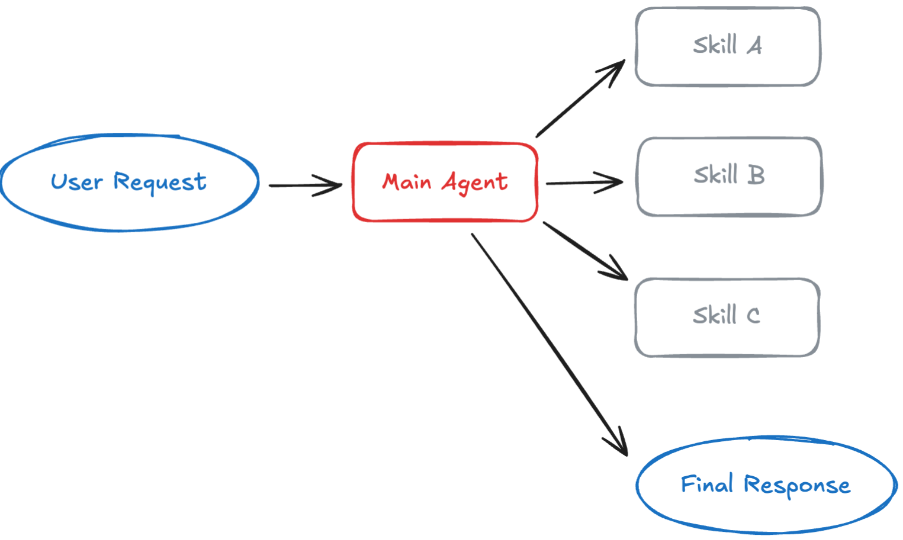 Skill A
User Request
Main Agent
Skill B
Skill C
Final Response